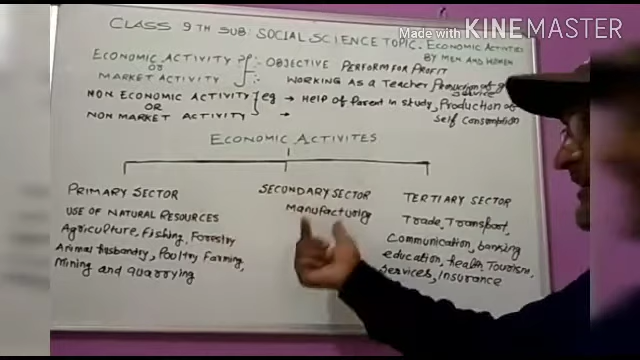 Made with KINEMASTER
CLASS 9TH SUB: SOCIAL SCIENCE TOPIC. ECONOMIC ACTIVITIES
BY MEN AND WOMEN
ECONOMIC ACTIVITY
OR
MARKET ACTIVITY
:- OBJECTIVE PERFORM FOR PROFIT
WORKING AS A TEACHER Production of
service
NON ECONOMIC ACTIVITY
OR
NON MARKET ACTIVITY
eg → HELP OF PARENT IN STUDY, PRODUCTION OF
→ Self Consumption
ECONOMIC ACTIVITES
PRIMARY SECTOR
USE OF NATURAL RESOURCES
Agriculture, Fishing, Forestry
Animal Husbandry, Poultry Farming,
Mining and Quarrying
SECONDARY SECTOR
Manufacturing
TERTIARY SECTOR
Trade, Transport,
Communication, banking
education, health, Tourism,
Services, Insurance